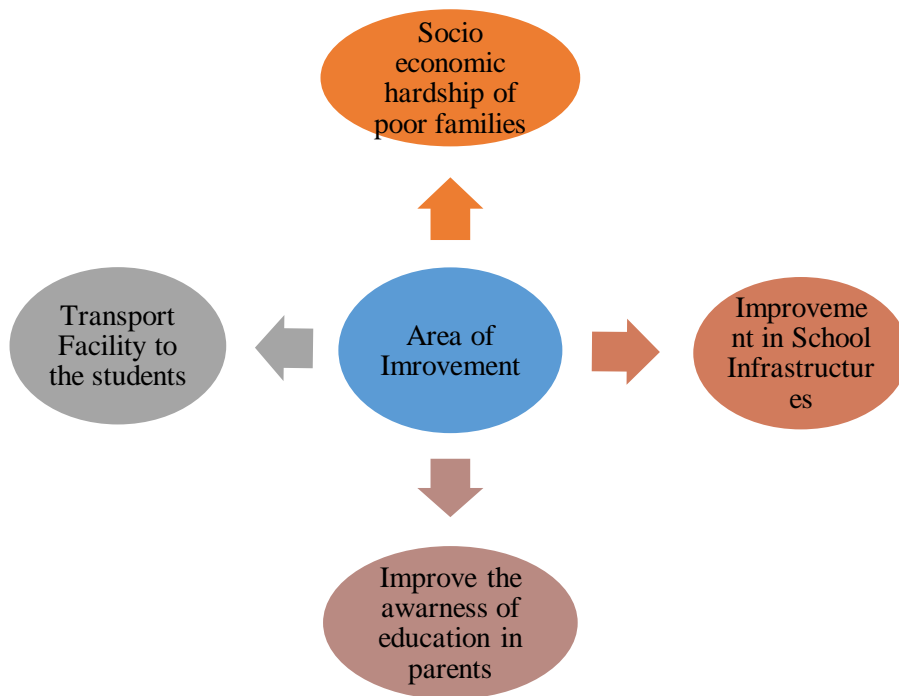 Socio
economic
hardship of
poor families
Transport
Facility to
the students
Area of
Imrovement
Improveme
nt in School
Infrastructur
es
Improve the
awarness of
education in
parents